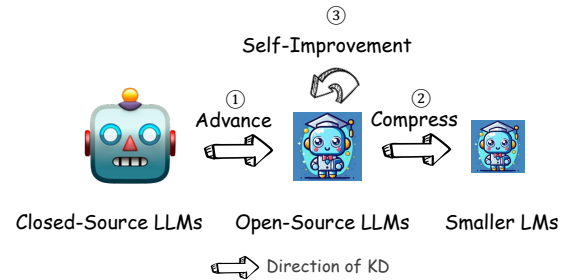 ③
Self-Improvement
①
Advance
②
Compress
Closed-Source LLMs
Open-Source LLMs
Smaller LMs
Direction of KD